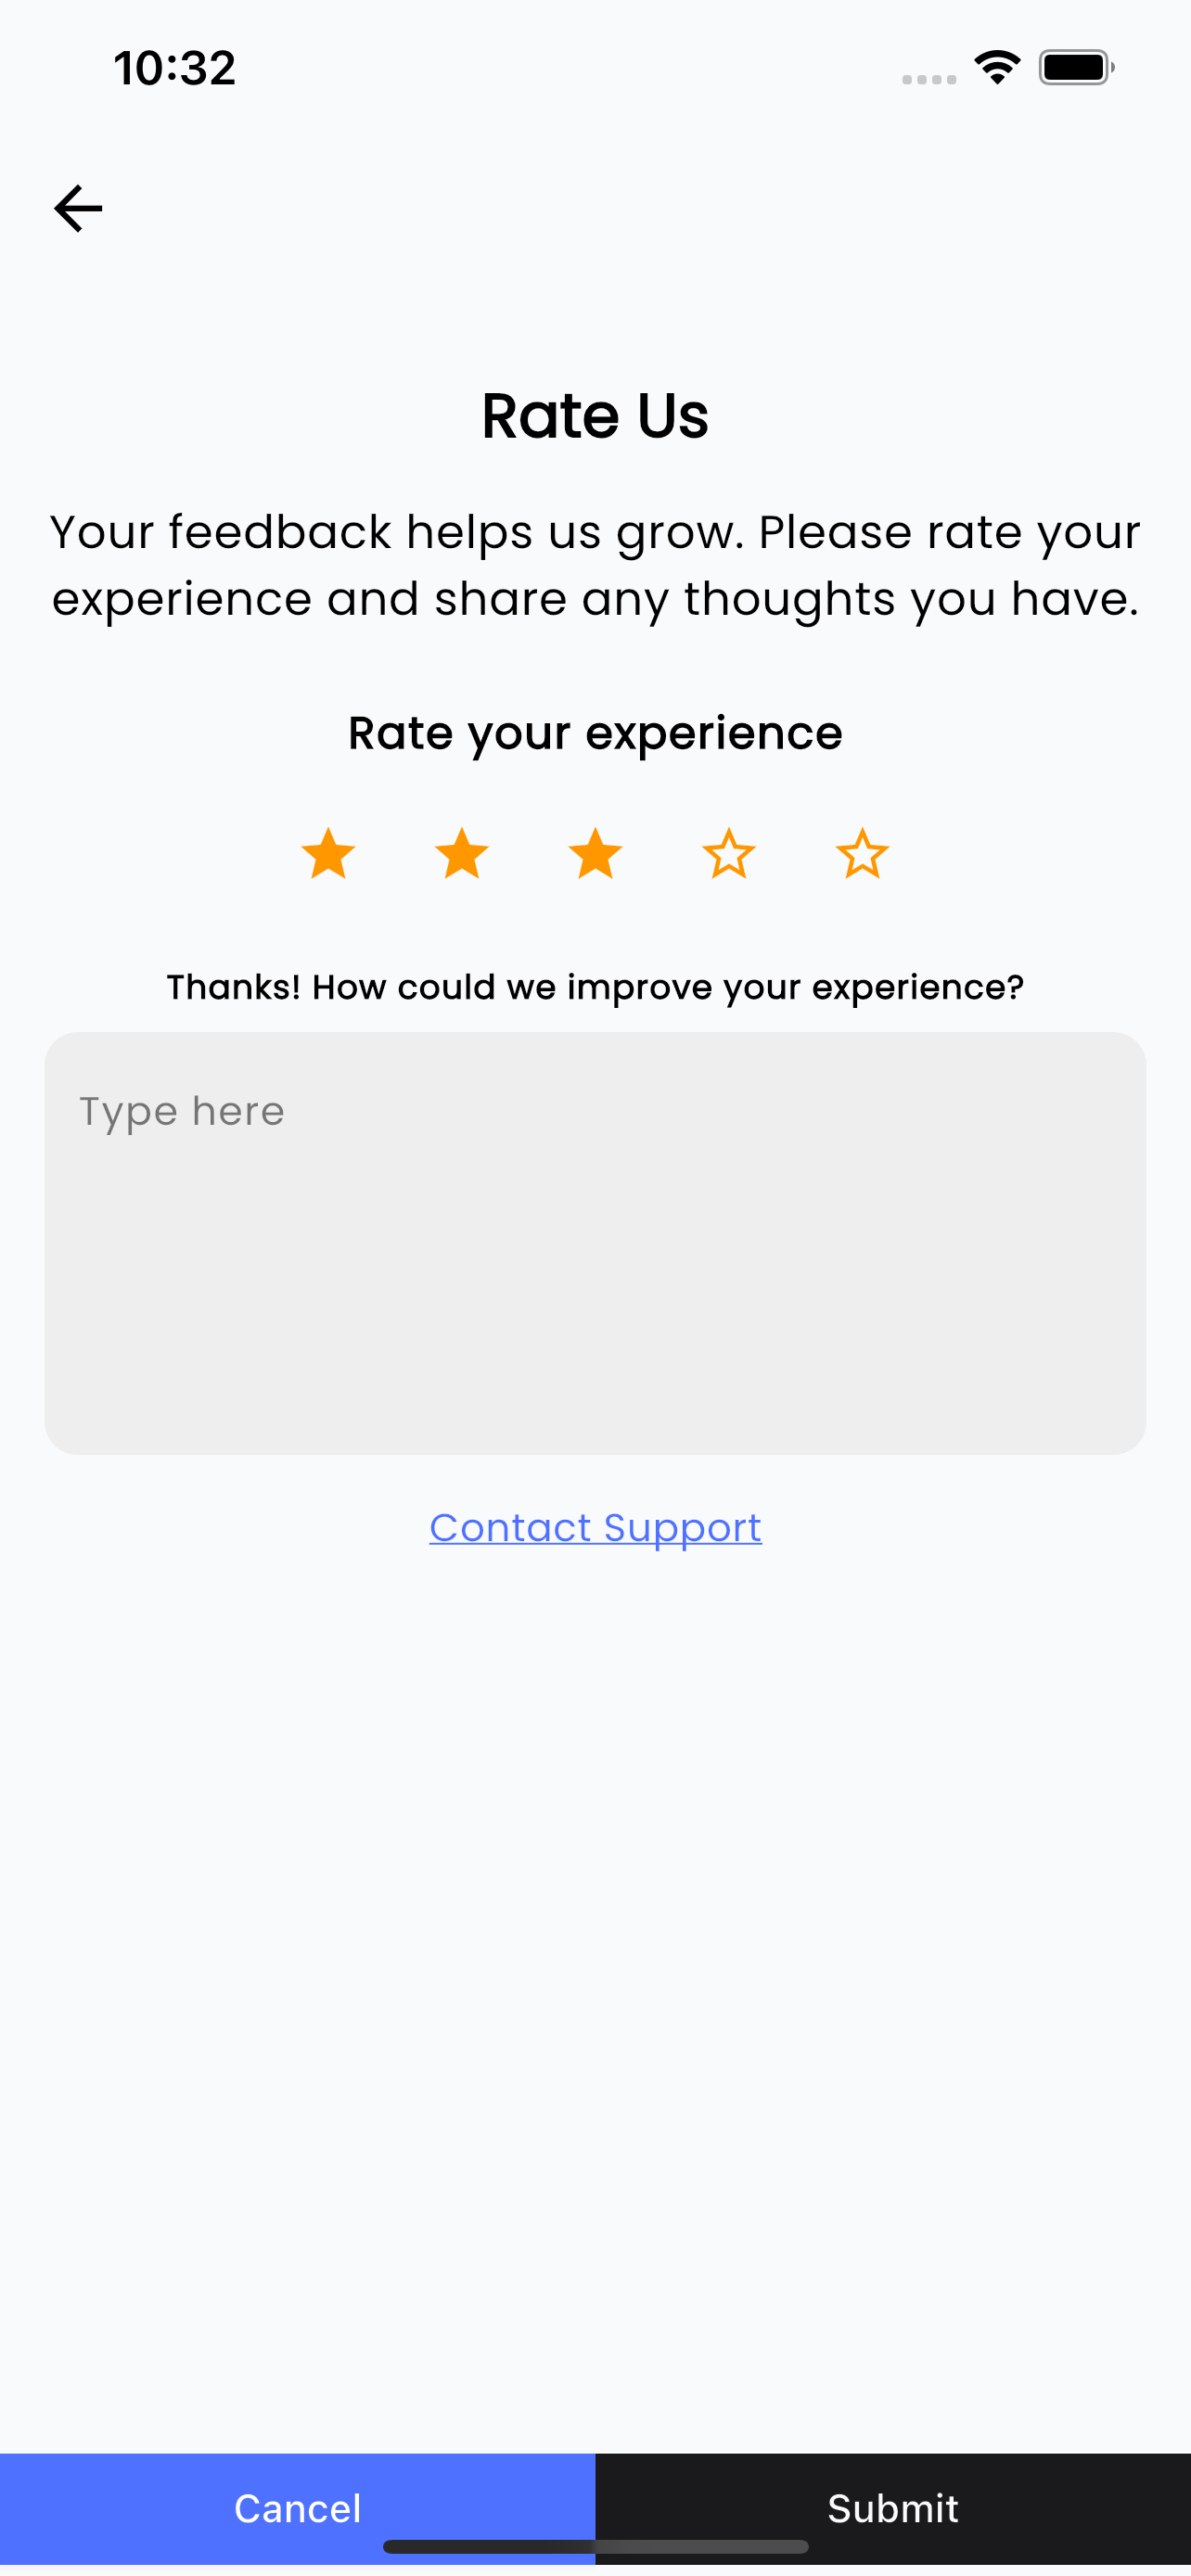 10:32
Rate Us
Your feedback helps us grow. Please rate your
experience and share any thoughts you have.
Rate your experience
Thanks! How could we improve your experience?
Type here
Contact Support
Cancel
Submit